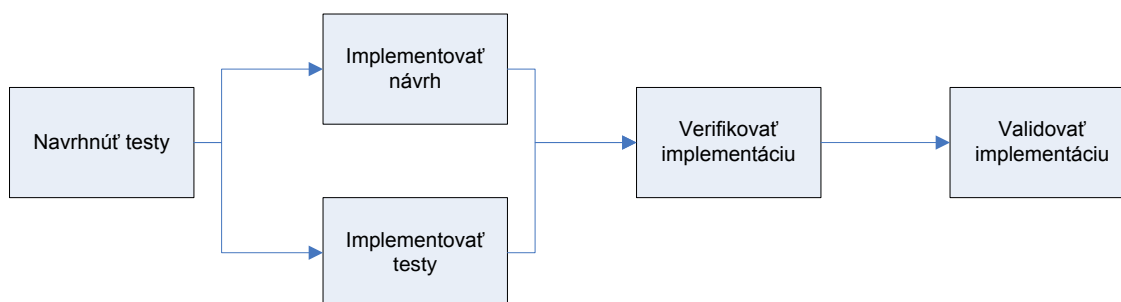 Navrhnúť testy
Implementovať
návrh
Implementovať
testy
Verifikovať
implementáciu
Validovať
implementáciu